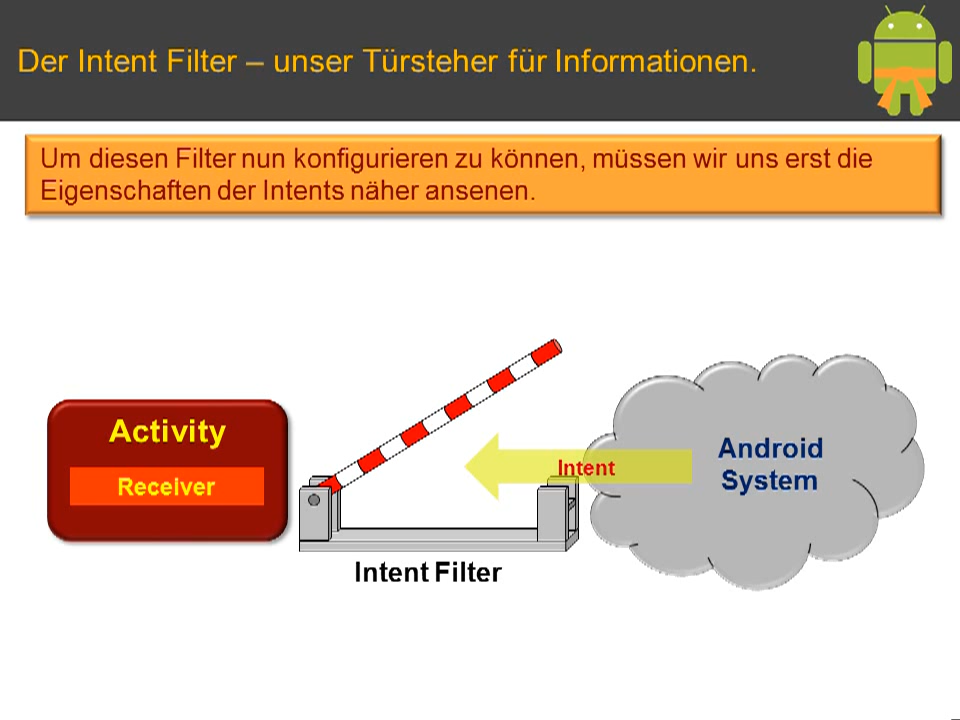 Der Intent Filter – unser Türsteher für Informationen.
Um diesen Filter nun konfigurieren zu können, müssen wir uns erst die
Eigenschaften der Intents näher ansenen.
Activity
Receiver
Intent
Android
System
Intent Filter